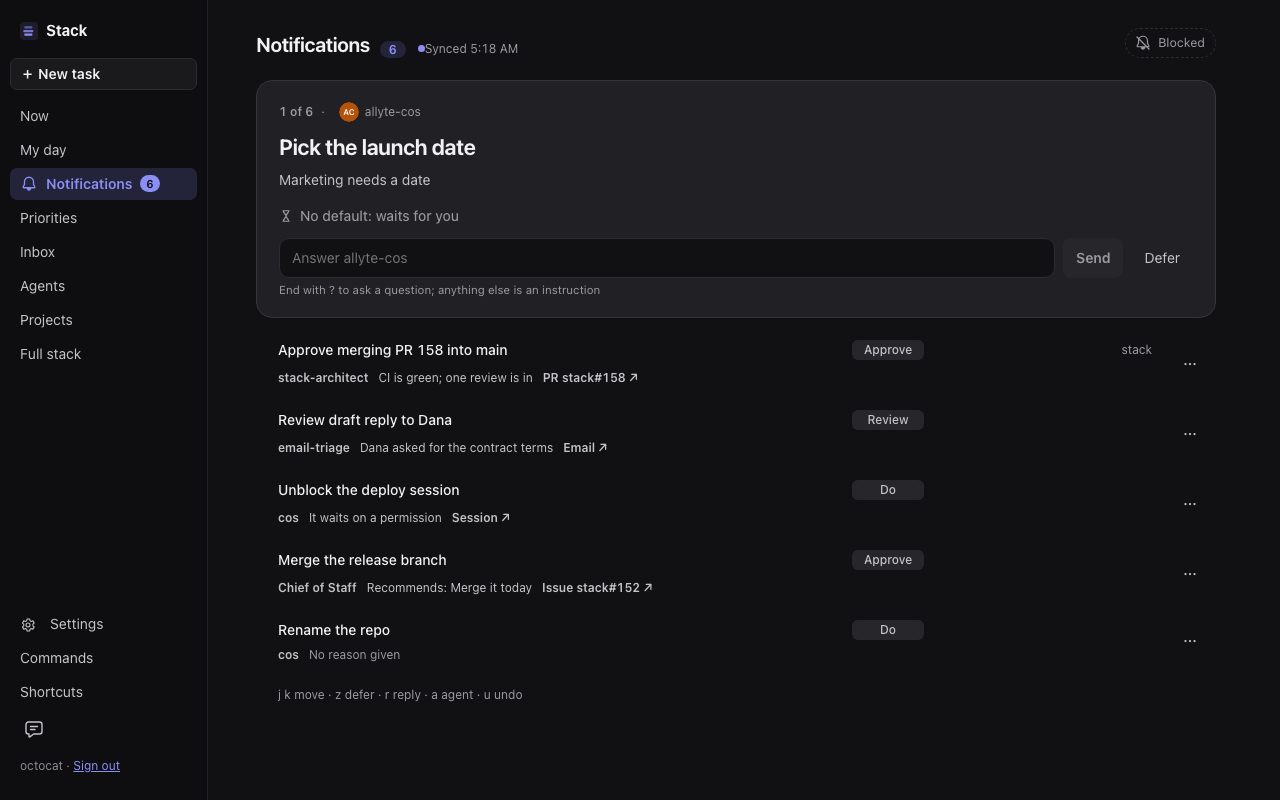 Stack
+ New task
Now
My day
Notifications 6
Priorities
Inbox
Agents
Projects
Full stack
Settings
Commands
Shortcuts
octocat · Sign out
Notifications 6 Synced 5:18 AM
Blocked
1 of 6 · AC allyte-cos
Pick the launch date
Marketing needs a date
No default: waits for you
Answer allyte-cos
Send
Defer
End with ? to ask a question; anything else is an instruction
Approve merging PR 158 into main Approve stack
stack-architect CI is green; one review is in PR stack#158 ↗
Review draft reply to Dana Review
email-triage Dana asked for the contract terms Email ↗
Unblock the deploy session Do
cos It waits on a permission Session ↗
Merge the release branch Approve
Chief of Staff Recommends: Merge it today Issue stack#152 ↗
Rename the repo Do
cos No reason given
j k move · z defer · r reply · a agent · u undo